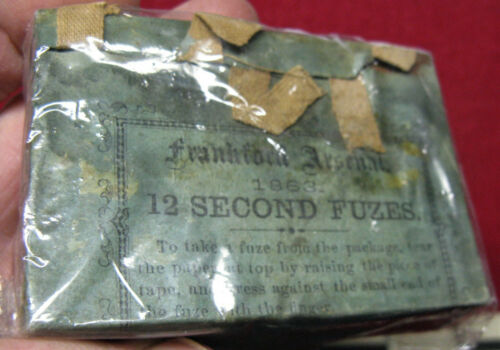 Frankford Arsenal
1863.
12 SECOND FUZES.
To take a fuze from the package, tear
the paper at top by raising the piece of
tape, and press against the small end of
the fuze with the finger.